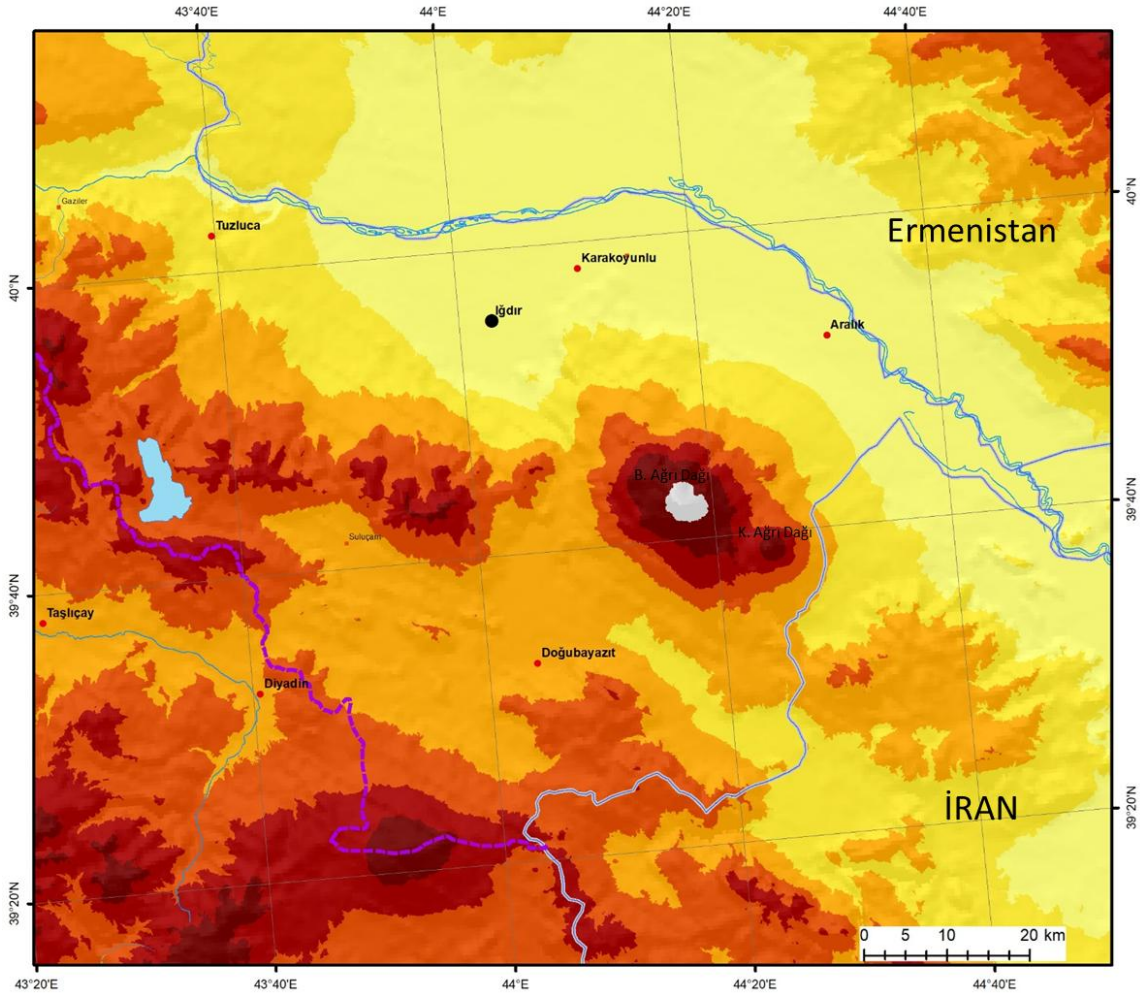 43°40'E 44°E 44°20'E 44°40'E
Gaziler
40°N
Tuzluca
Ermenistan
Karakoyunlu
40°N
Iğdır
Aralık
B. Ağrı Dağı
39°40'N
K. Ağrı Dağı
Suluçam
39°40'N
Taşlıçay
Doğubayazıt
Diyadin
İRAN
39°20'N
39°20'N
0 5 10 20 km
43°20'E 43°40'E 44°E 44°20'E 44°40'E